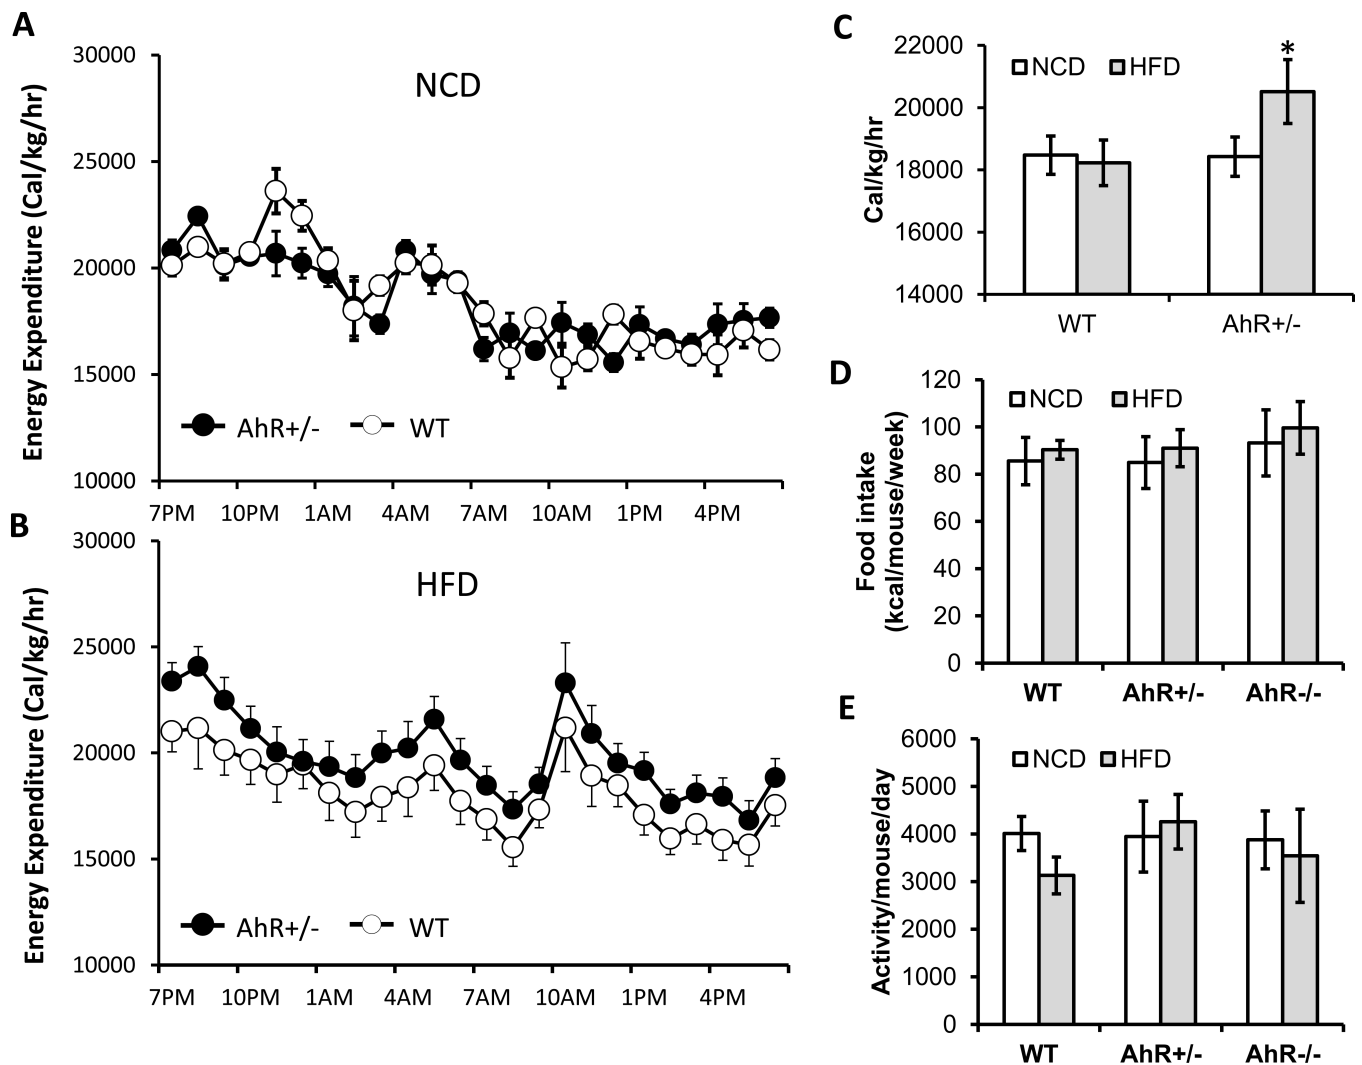 A
Energy Expenditure (Cal/kg/hr)
30000
25000
20000
15000
10000
NCD
AhR+/- WT
7PM 10PM 1AM 4AM 7AM 10AM 1PM 4PM
B
Energy Expenditure (Cal/kg/hr)
30000
25000
20000
15000
10000
HFD
AhR+/- WT
7PM 10PM 1AM 4AM 7AM 10AM 1PM 4PM
C
Cal/kg/hr
22000
20000
18000
16000
14000
NCD HFD
*
WT AhR+/-
D
Food intake
(kcal/mouse/week)
120
100
80
60
40
20
0
NCD HFD
WT AhR+/- AhR-/-
E
Activity/mouse/day
6000
5000
4000
3000
2000
1000
0
NCD HFD
WT AhR+/- AhR-/-